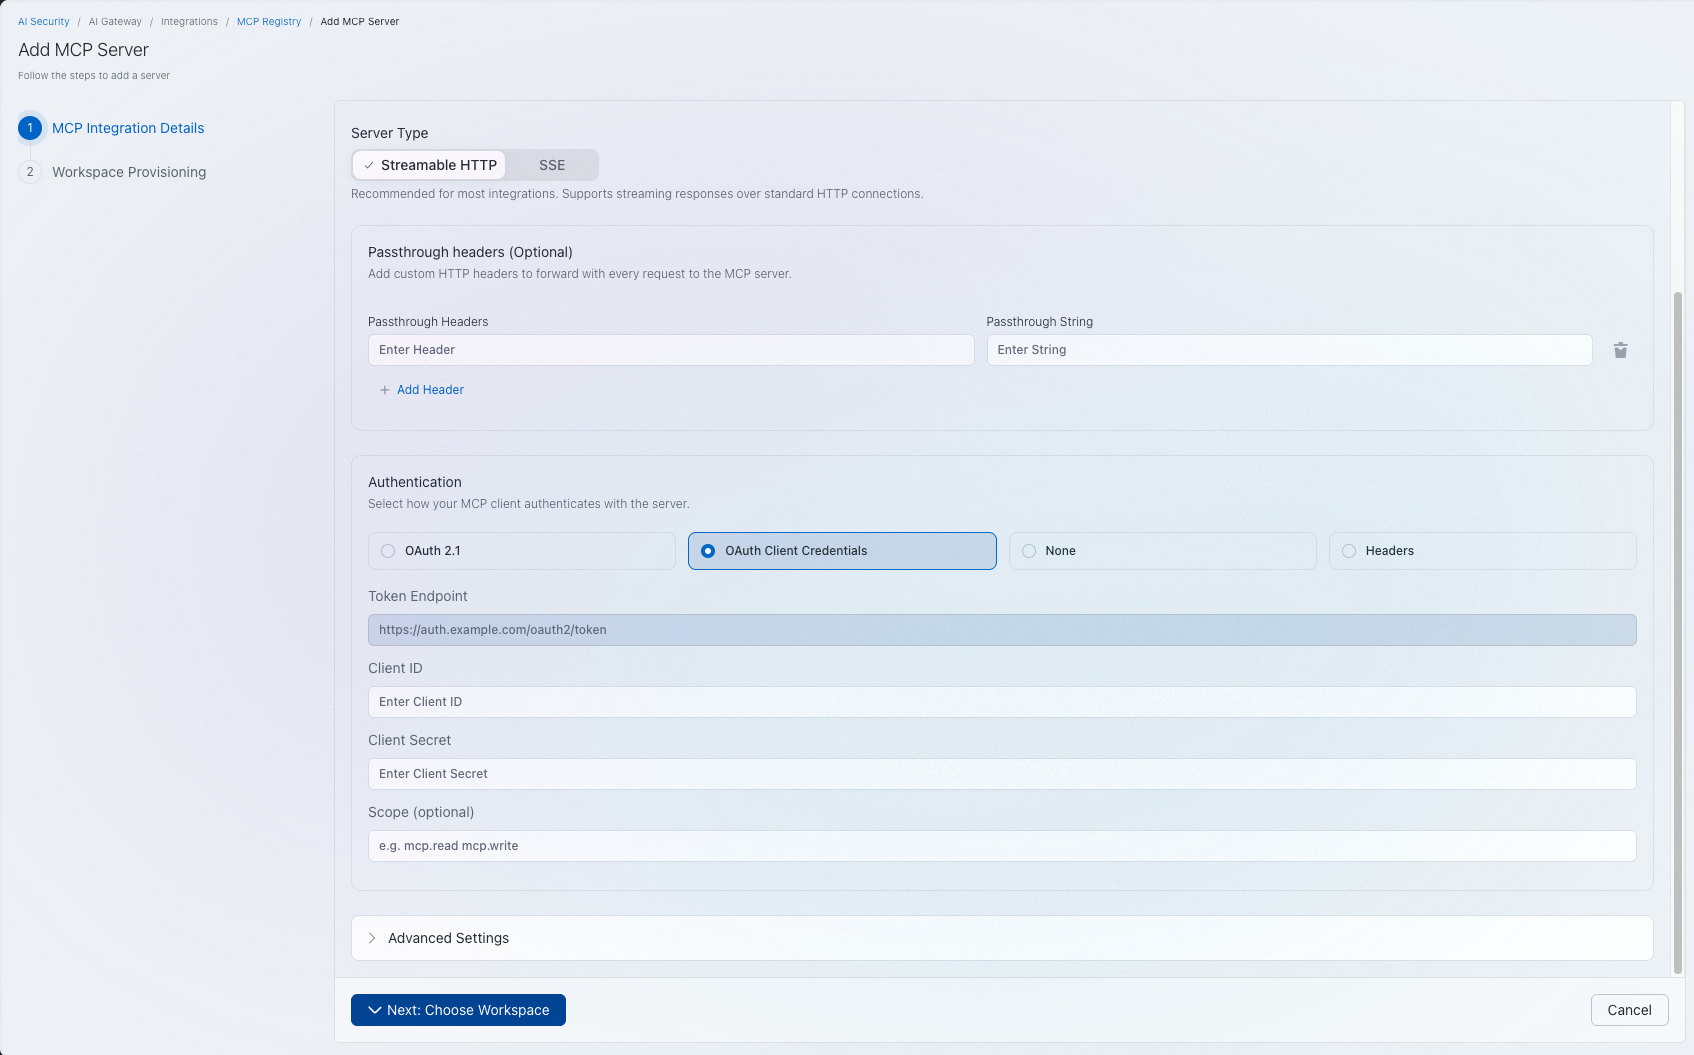 AI Security / AI Gateway / Integrations / MCP Registry / Add MCP Server
Add MCP Server
Follow the steps to add a server
1 MCP Integration Details
2 Workspace Provisioning
Server Type
Streamable HTTP SSE
Recommended for most integrations. Supports streaming responses over standard HTTP connections.
Passthrough headers (Optional)
Add custom HTTP headers to forward with every request to the MCP server.
Passthrough Headers Passthrough String
Enter Header Enter String
+ Add Header
Authentication
Select how your MCP client authenticates with the server.
OAuth 2.1 OAuth Client Credentials None Headers
Token Endpoint
https://auth.example.com/oauth2/token
Client ID
Enter Client ID
Client Secret
Enter Client Secret
Scope (optional)
e.g. mcp.read mcp.write
Advanced Settings
Next: Choose Workspace Cancel